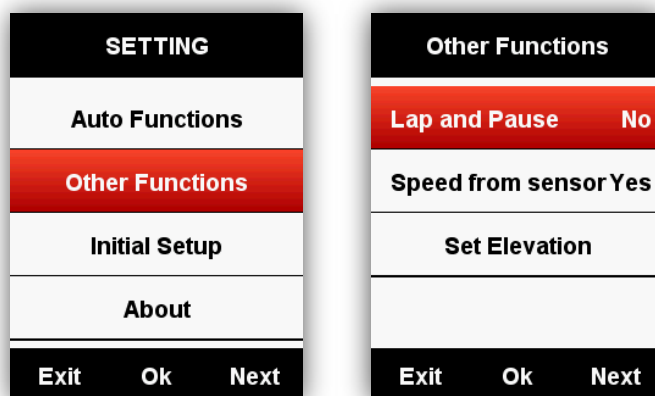 SETTING
Auto Functions
Other Functions
Initial Setup
About
Exit Ok Next
Other Functions
Lap and Pause No
Speed from sensor Yes
Set Elevation
Exit Ok Next